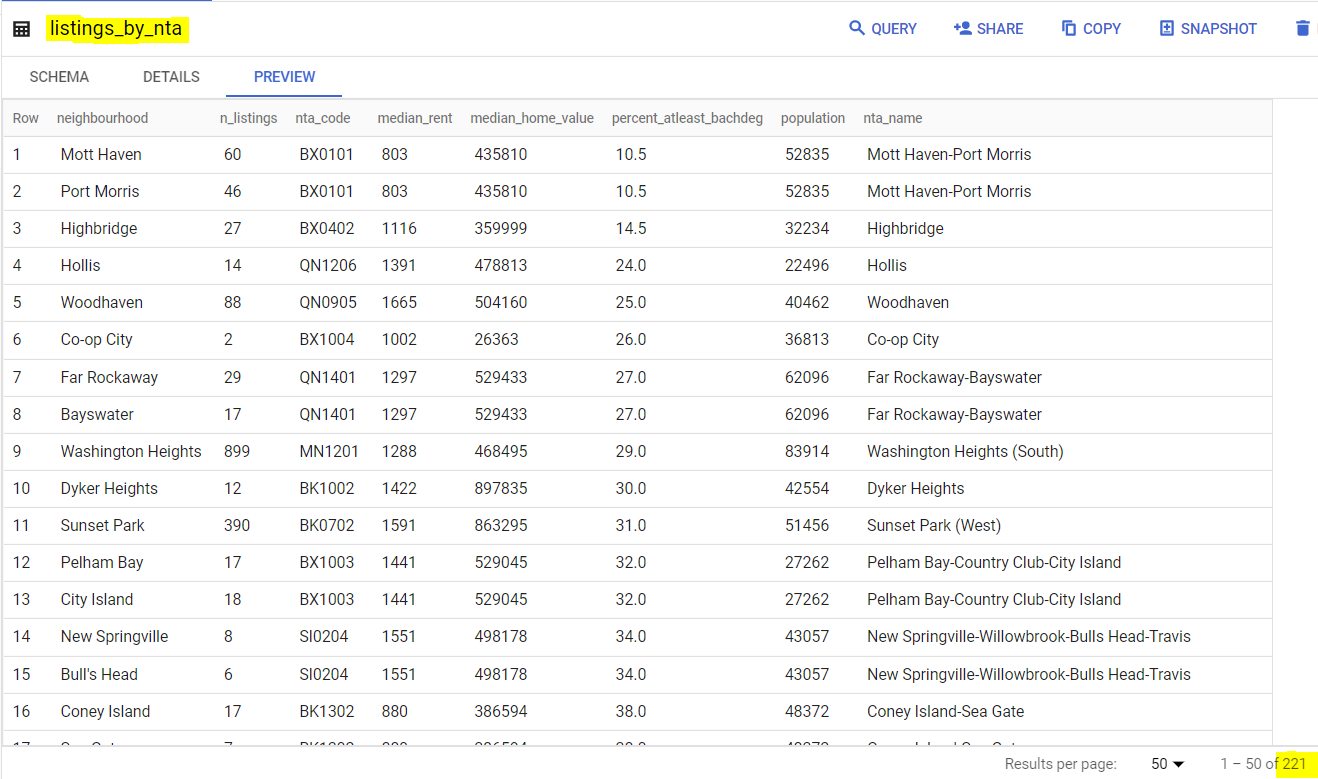 listings_by_nta QUERY SHARE COPY SNAPSHOT
SCHEMA DETAILS PREVIEW
Row neighbourhood n_listings nta_code median_rent median_home_value percent_atleast_bachdeg population nta_name
1 Mott Haven 60 BX0101 803 435810 10.5 52835 Mott Haven-Port Morris
2 Port Morris 46 BX0101 803 435810 10.5 52835 Mott Haven-Port Morris
3 Highbridge 27 BX0402 1116 359999 14.5 32234 Highbridge
4 Hollis 14 QN1206 1391 478813 24.0 22496 Hollis
5 Woodhaven 88 QN0905 1665 504160 25.0 40462 Woodhaven
6 Co-op City 2 BX1004 1002 26363 26.0 36813 Co-op City
7 Far Rockaway 29 QN1401 1297 529433 27.0 62096 Far Rockaway-Bayswater
8 Bayswater 17 QN1401 1297 529433 27.0 62096 Far Rockaway-Bayswater
9 Washington Heights 899 MN1201 1288 468495 29.0 83914 Washington Heights (South)
10 Dyker Heights 12 BK1002 1422 897835 30.0 42554 Dyker Heights
11 Sunset Park 390 BK0702 1591 863295 31.0 51456 Sunset Park (West)
12 Pelham Bay 17 BX1003 1441 529045 32.0 27262 Pelham Bay-Country Club-City Island
13 City Island 18 BX1003 1441 529045 32.0 27262 Pelham Bay-Country Club-City Island
14 New Springville 8 SI0204 1551 498178 34.0 43057 New Springville-Willowbrook-Bulls Head-Travis
15 Bull's Head 6 SI0204 1551 498178 34.0 43057 New Springville-Willowbrook-Bulls Head-Travis
16 Coney Island 17 BK1302 880 386594 38.0 48372 Coney Island-Sea Gate
Results per page: 50 1 – 50 of 221